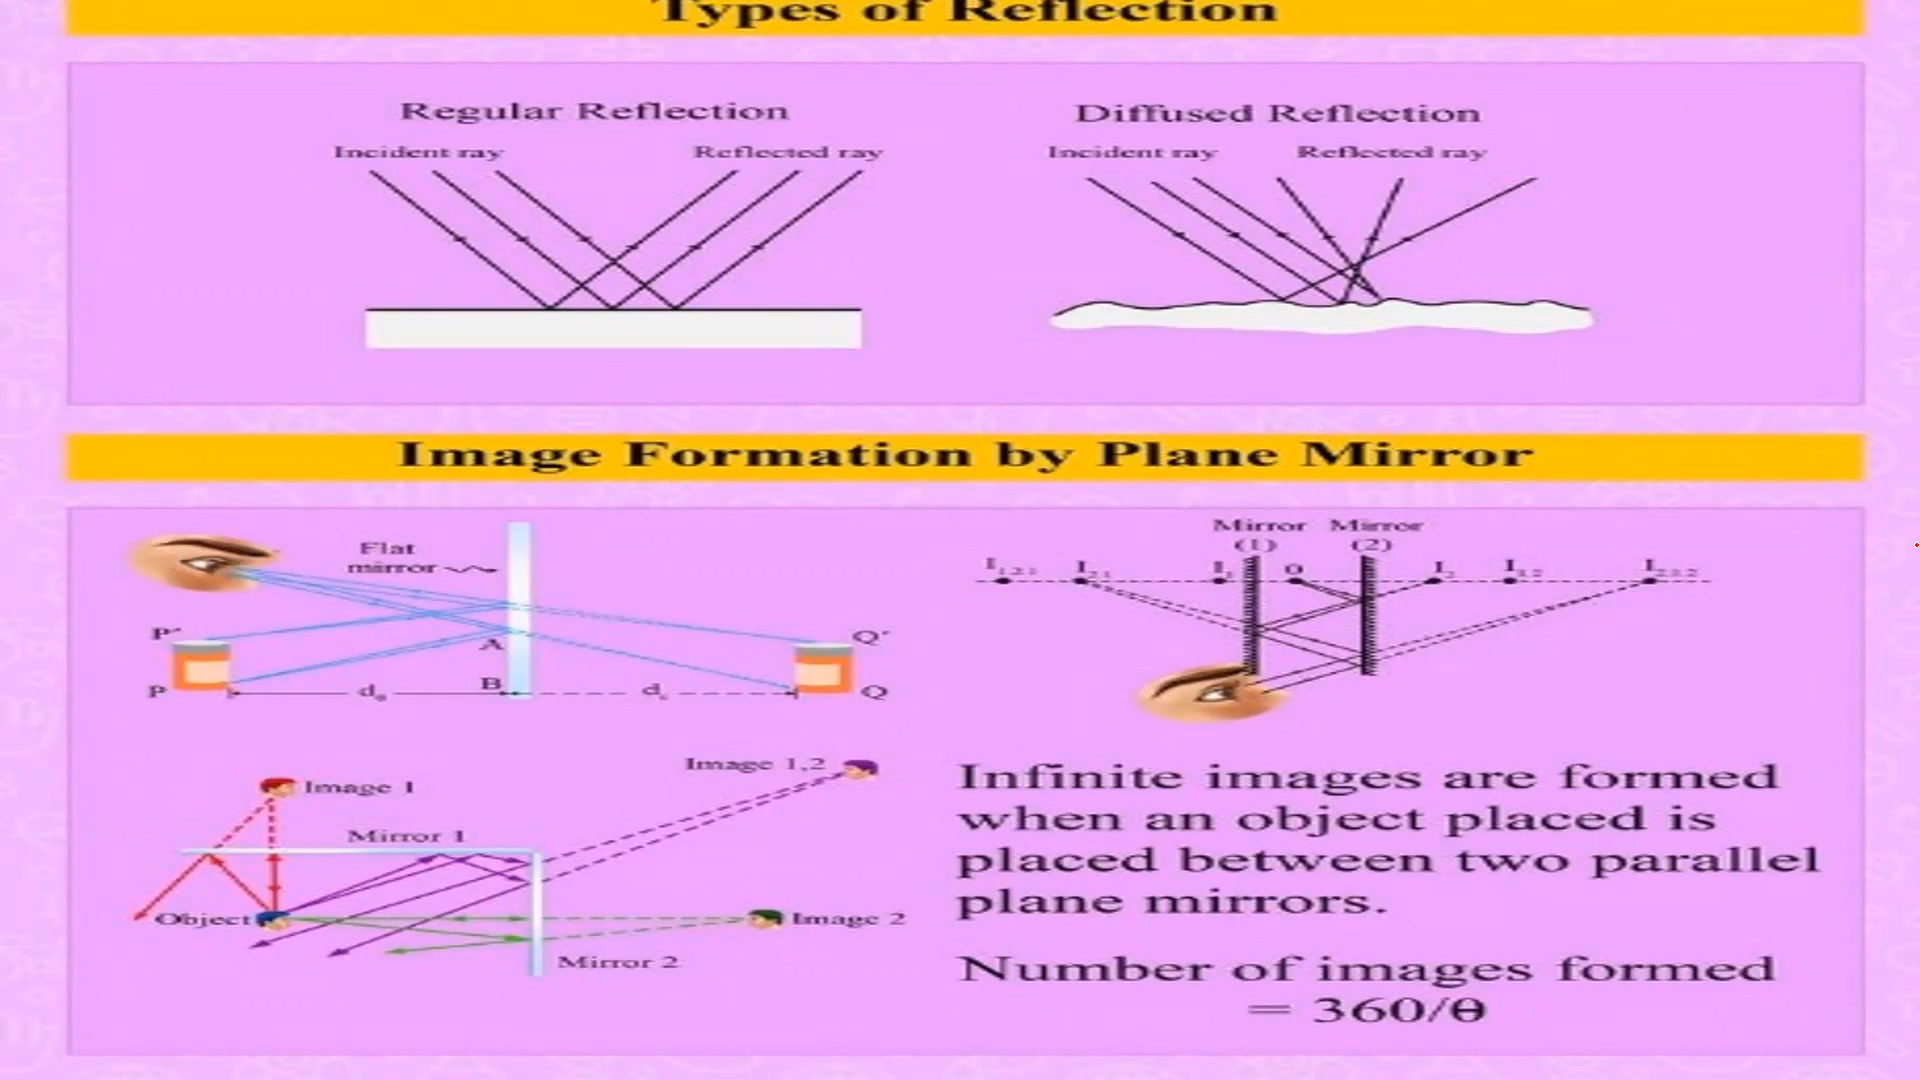 Types of Reflection
Regular Reflection
Incident ray Reflected ray
Diffused Reflection
Incident ray Reflected ray
Image Formation by Plane Mirror
Flat
mirror
P'
P
A
B
Q'
Q
Mirror Mirror
(1) (2)
Image 1
Image 1,2
Mirror 1
Object
Image 2
Mirror 2
Infinite images are formed
when an object placed is
placed between two parallel
plane mirrors.
Number of images formed
= 360/θ